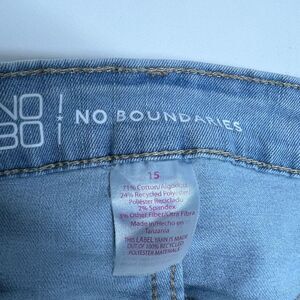 NO
BO
NO BOUNDARIES
15
71% Cotton/Algodón
24% Recycled Polyester
Poliéster Reciclado
2% Spandex
3% Other Fiber/Otra Fibra
Made in/Hecho en
Tanzania
THIS LABEL YARN IS MADE
OUT OF 100% RECYCLED
POLYESTER MATERIAL